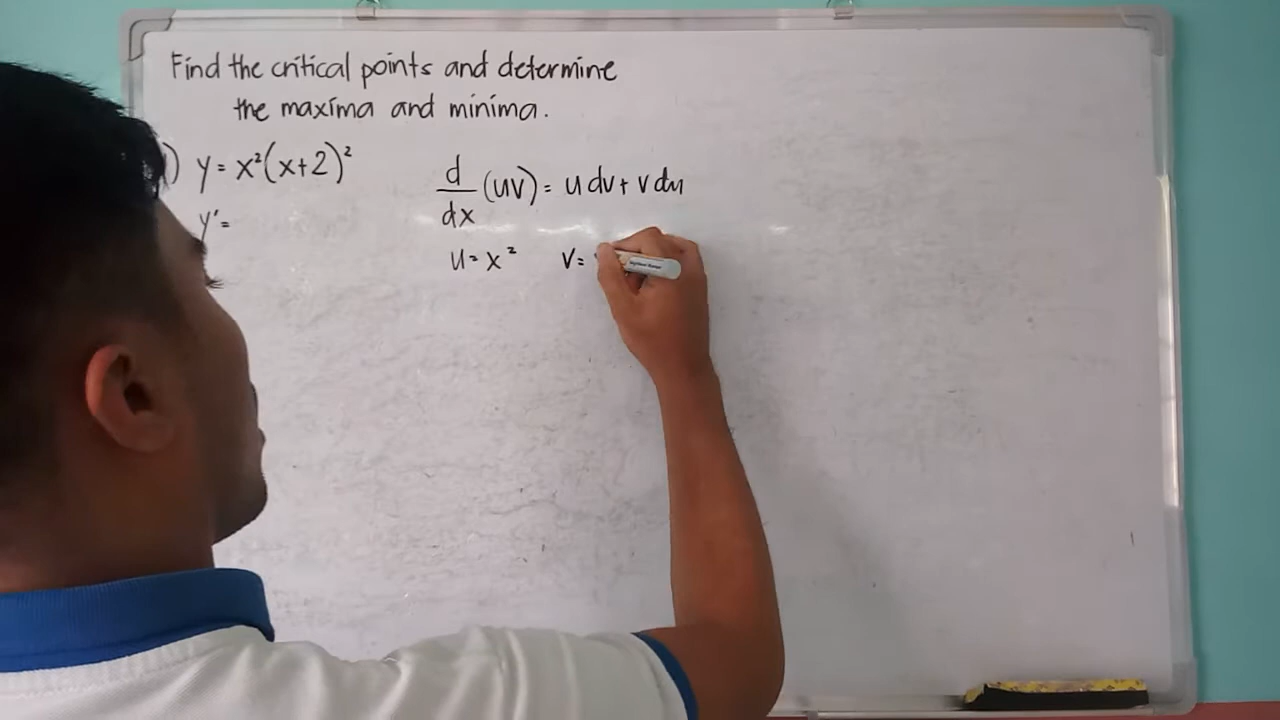 Find the critical points and determine
the maxima and minima.
) y = x²(x+2)²
y' =
d/dx (uv) = u dv + v du
u = x² v =